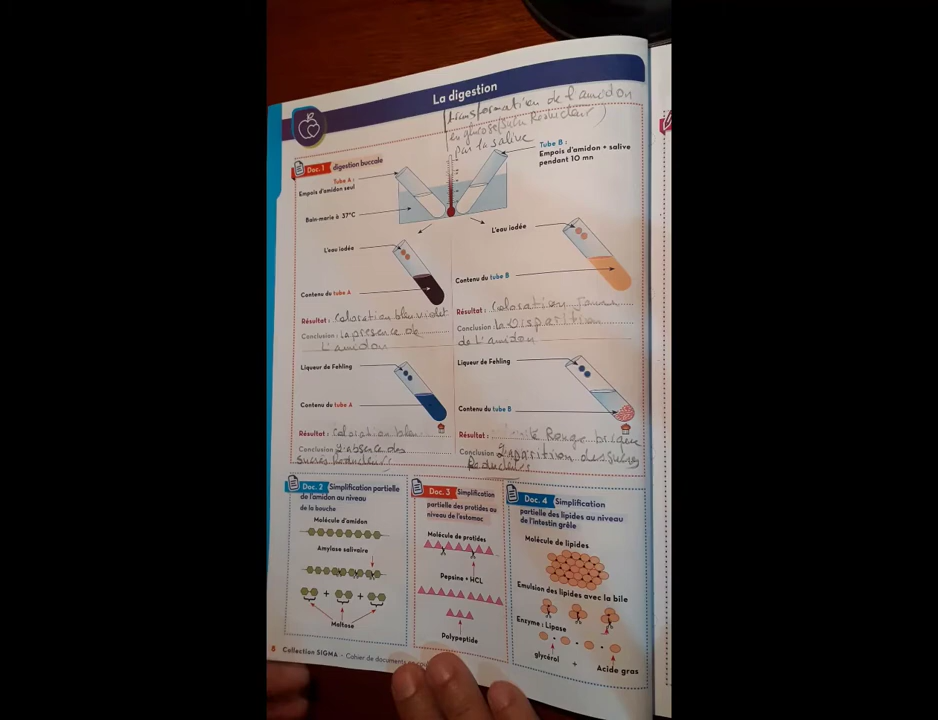 La digestion
transformation de l'amidon
en glucose (sucre Réducteur)
par la salive
Doc. 1 digestion buccale
Tube A :
Empois d'amidon seul
Tube B :
Empois d'amidon + salive
pendant 10 mn
Bain-marie à 37°C
L'eau iodée
Contenu du tube A
Résultat : coloration bleu violet
Conclusion : la présence de
L'amidon
L'eau iodée
Contenu du tube B
Résultat : coloration Jaune
Conclusion : la Disparition
de L'amidon
Liqueur de Fehling
Contenu du tube A
Résultat : coloration bleu
Conclusion : L'absence des
Sucres Réducteurs
Liqueur de Fehling
Contenu du tube B
Résultat : Rouge brique
Conclusion : L'apparition des sucres
Réducteurs
Doc. 2 Simplification partielle
de l'amidon au niveau
de la bouche
Molécule d'amidon
Amylase salivaire
+ +
Maltose
Doc. 3 Simplification
partielle des protides au
niveau de l'estomac
Molécule de protides
Pepsine + HCL
Polypeptide
Doc. 4 Simplification
partielle des lipides au niveau
de l'intestin grêle
Molécule de lipides
Emulsion des lipides avec la bile
Enzyme : Lipase
glycérol + Acide gras
8 Collection SIGMA - Cahier de documents